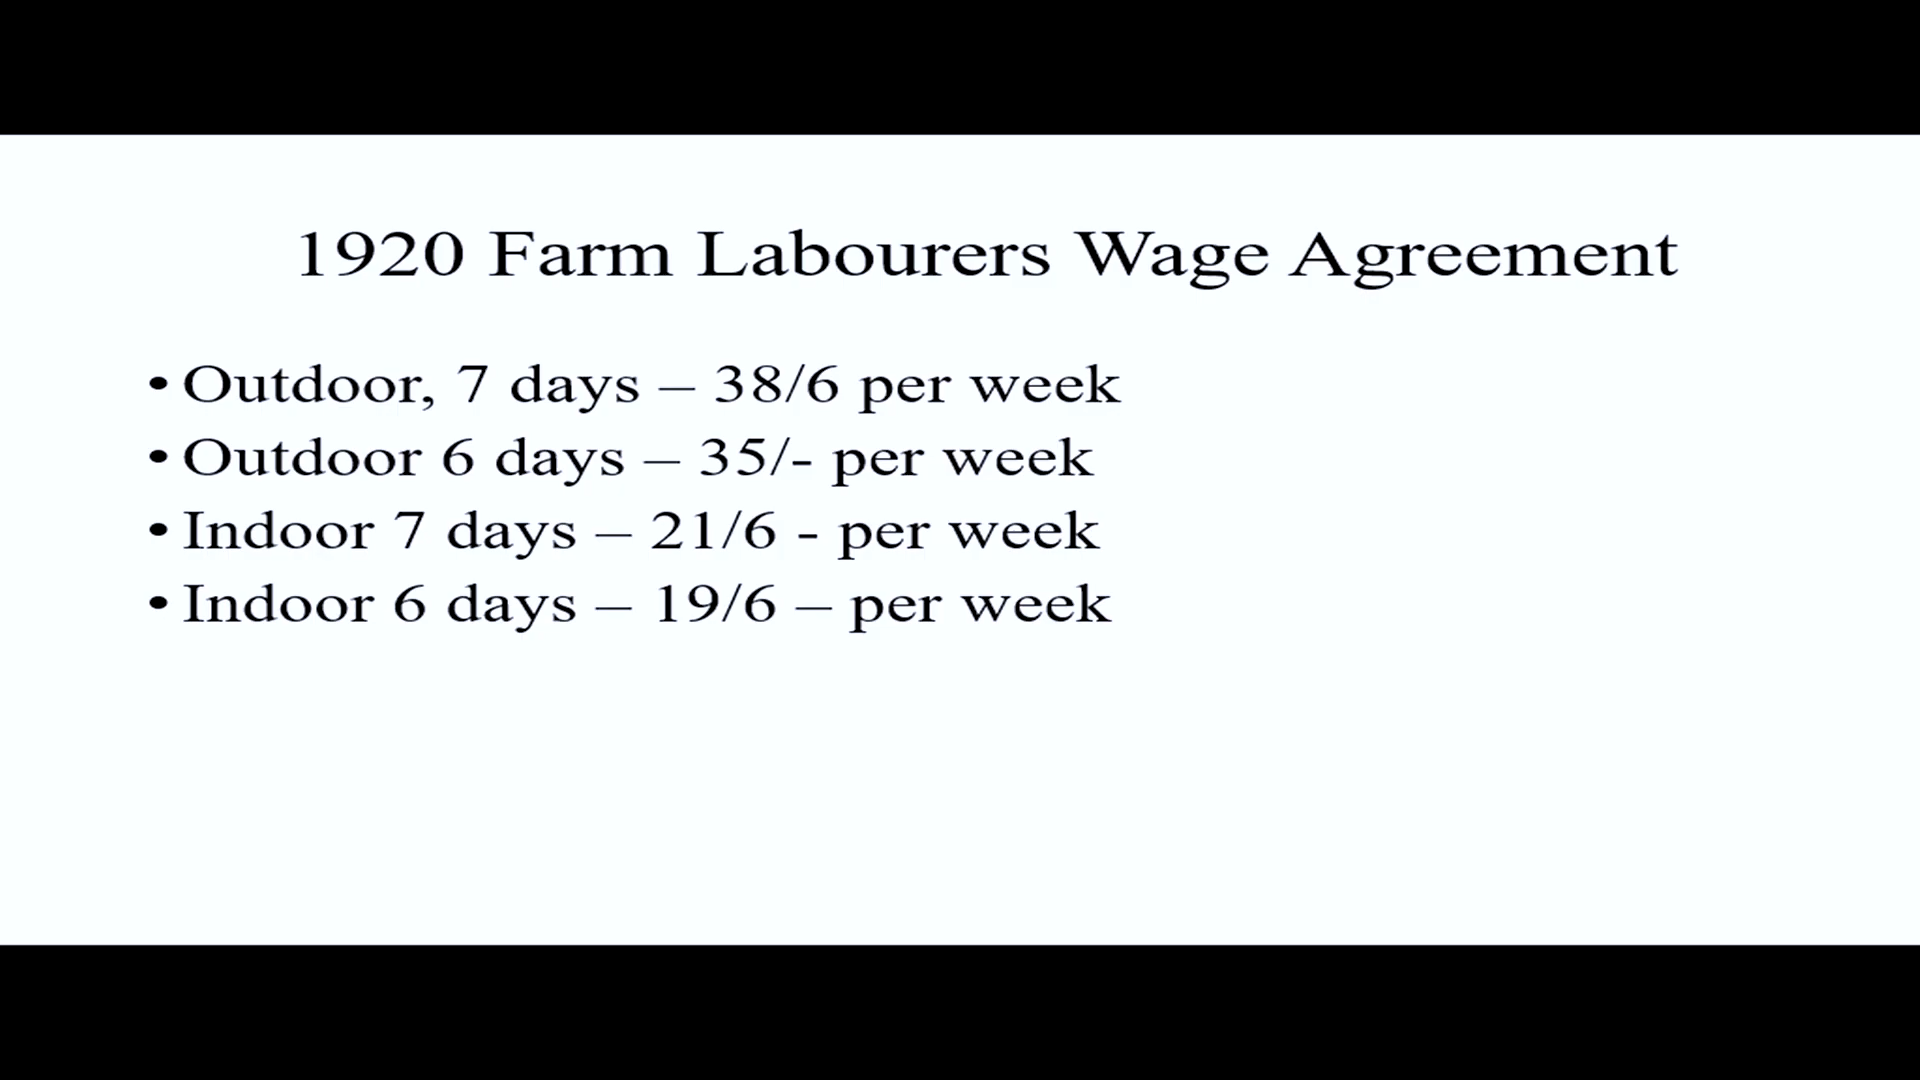 1920 Farm Labourers Wage Agreement
• Outdoor, 7 days – 38/6 per week
• Outdoor 6 days – 35/- per week
• Indoor 7 days – 21/6 - per week
• Indoor 6 days – 19/6 – per week